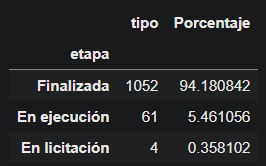 tipo Porcentaje
etapa
Finalizada 1052 94.180842
En ejecución 61 5.461056
En licitación 4 0.358102